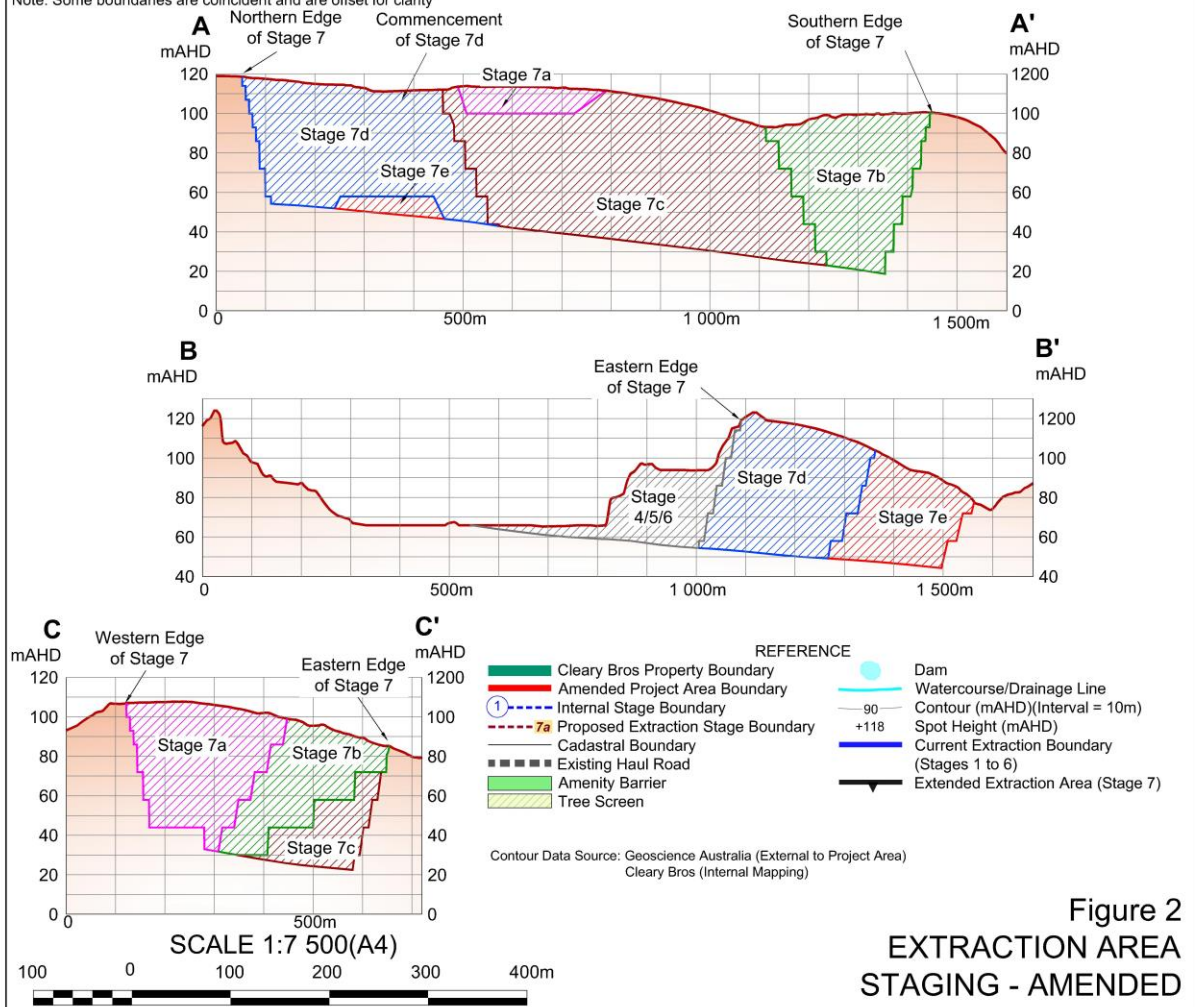 Note: Some boundaries are coincident and are offset for clarity
A
mAHD
Northern Edge
of Stage 7
Commencement
of Stage 7d
Southern Edge
of Stage 7
A'
mAHD
120
100
80
60
40
20
0
Stage 7a
Stage 7d
Stage 7e
Stage 7c
Stage 7b
1200
100
80
60
40
20
0
0
500m
1 000m
1 500m
B
mAHD
Eastern Edge
of Stage 7
B'
mAHD
120
100
80
60
40
Stage
4/5/6
Stage 7d
Stage 7e
1200
100
80
60
40
500m
1 000m
1 500m
C
mAHD
Western Edge
of Stage 7
Eastern Edge
of Stage 7
C'
mAHD
120
100
80
60
40
20
0
Stage 7a
Stage 7b
Stage 7c
1200
100
80
60
40
20
0
0
500m
SCALE 1:7 500(A4)
100
0
100
200
300
400m
REFERENCE
Cleary Bros Property Boundary
Amended Project Area Boundary
1
Internal Stage Boundary
7a
Proposed Extraction Stage Boundary
Cadastral Boundary
Existing Haul Road
Amenity Barrier
Tree Screen
Dam
Watercourse/Drainage Line
90
Contour (mAHD)(Interval = 10m)
+118
Spot Height (mAHD)
Current Extraction Boundary
(Stages 1 to 6)
Extended Extraction Area (Stage 7)
Contour Data Source: Geoscience Australia (External to Project Area)
Cleary Bros (Internal Mapping)
Figure 2
EXTRACTION AREA
STAGING - AMENDED